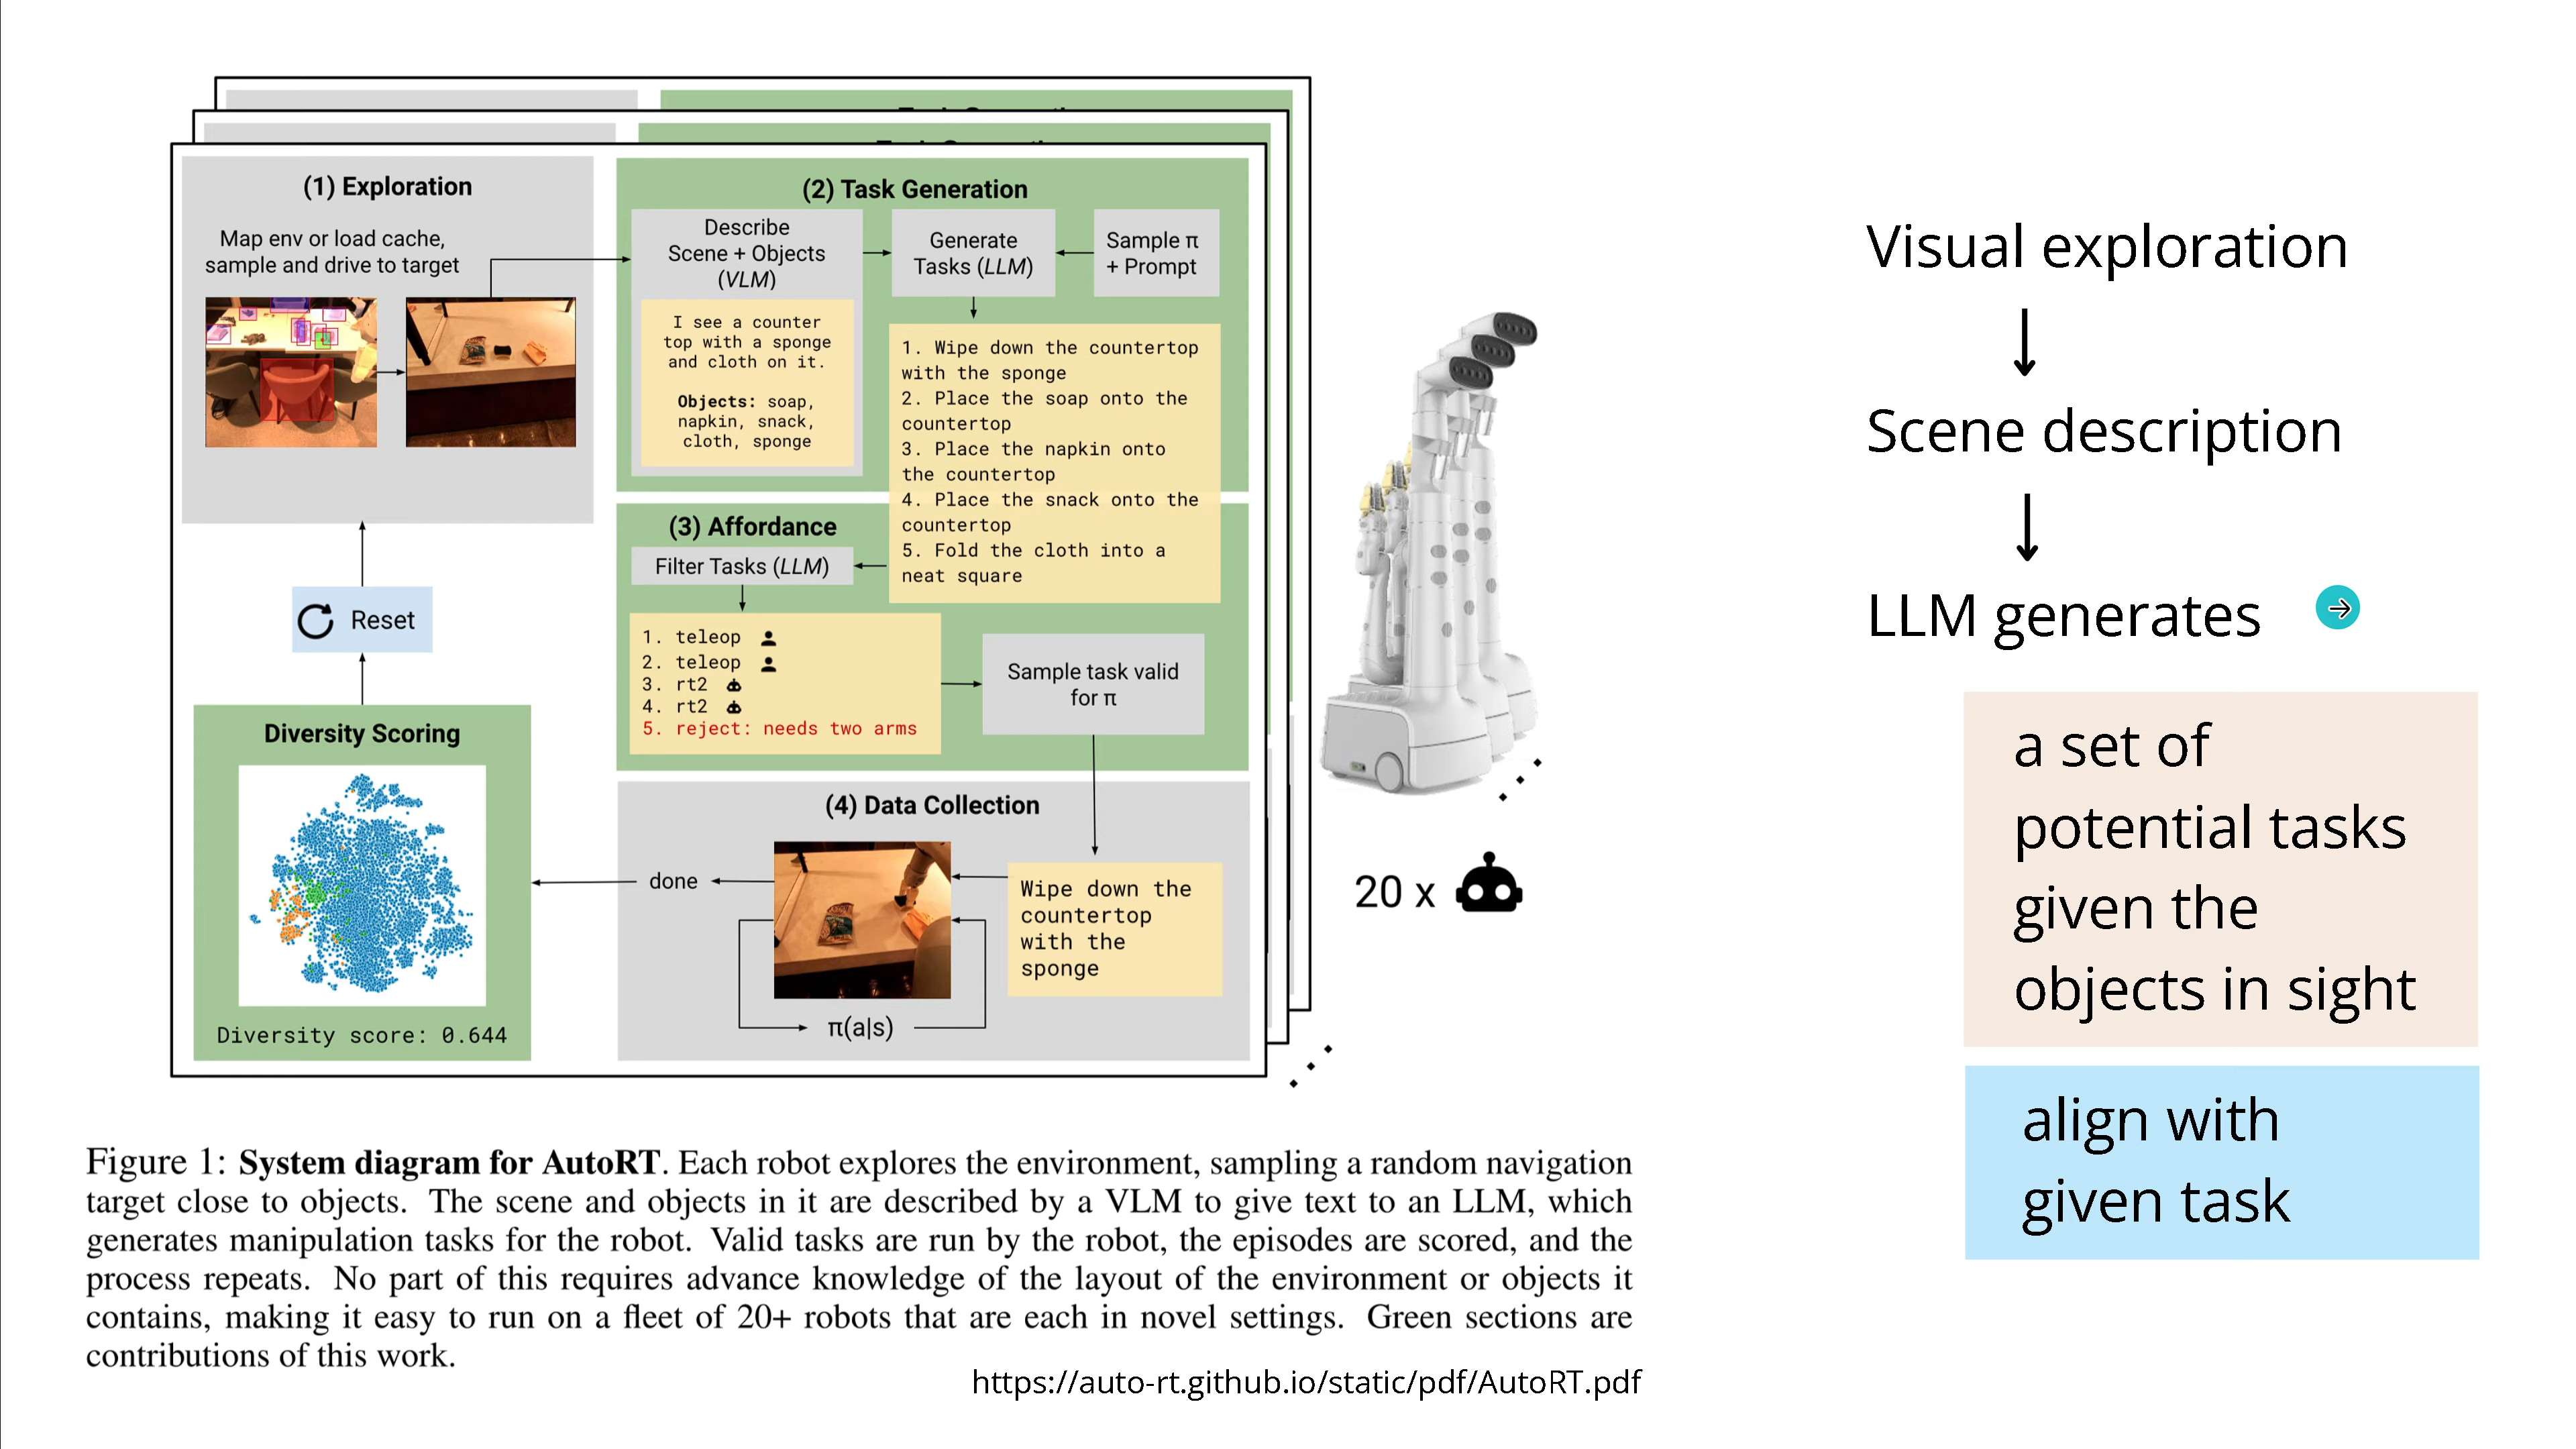 (1) Exploration
Map env or load cache,
sample and drive to target
(2) Task Generation
Describe
Scene + Objects
(VLM)
I see a counter
top with a sponge
and cloth on it.
Objects: soap,
napkin, snack,
cloth, sponge
Generate
Tasks (LLM)
Sample π
+ Prompt
1. Wipe down the countertop
with the sponge
2. Place the soap onto the
countertop
3. Place the napkin onto
the countertop
4. Place the snack onto the
countertop
5. Fold the cloth into a
neat square
(3) Affordance
Filter Tasks (LLM)
1. teleop
2. teleop
3. rt2
4. rt2
5. reject: needs two arms
Sample task valid
for π
(4) Data Collection
Wipe down the
countertop
with the
sponge
π(a|s)
done
Diversity Scoring
Diversity score: 0.644
Reset
20 x
Figure 1: System diagram for AutoRT. Each robot explores the environment, sampling a random navigation
target close to objects. The scene and objects in it are described by a VLM to give text to an LLM, which
generates manipulation tasks for the robot. Valid tasks are run by the robot, the episodes are scored, and the
process repeats. No part of this requires advance knowledge of the layout of the environment or objects it
contains, making it easy to run on a fleet of 20+ robots that are each in novel settings. Green sections are
contributions of this work.
https://auto-rt.github.io/static/pdf/AutoRT.pdf
Visual exploration
Scene description
LLM generates
a set of
potential tasks
given the
objects in sight
align with
given task